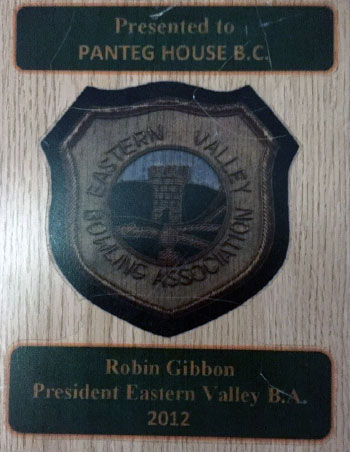 Presented to
PANTEG HOUSE B.C.
EASTERN VALLEY
BOWLING ASSOCIATION
Robin Gibbon
President Eastern Valley B.A.
2012